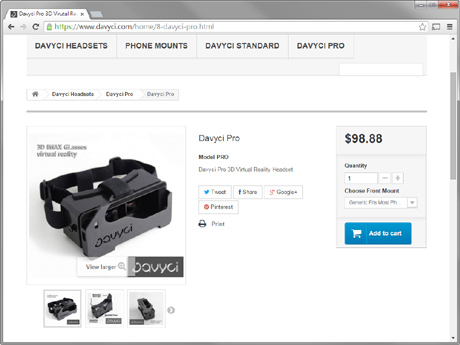 Davyci Pro 3D Virtual Re
https://www.davyci.com/home/8-davyci-pro.html
DAVYCI HEADSETS
PHONE MOUNTS
DAVYCI STANDARD
DAVYCI PRO
Davyci Headsets
Davyci Pro
Davyci Pro
3D IMAX GLasses
virtual reality
Davyci
View larger
Davyci
Davyci Pro
Model PRO
Davyci Pro 3D Virtual Reality Headset
Tweet
Share
Google+
Pinterest
Print
$98.88
Quantity
1
Choose Front Mount
Generic Fits Most Ph...
Add to cart